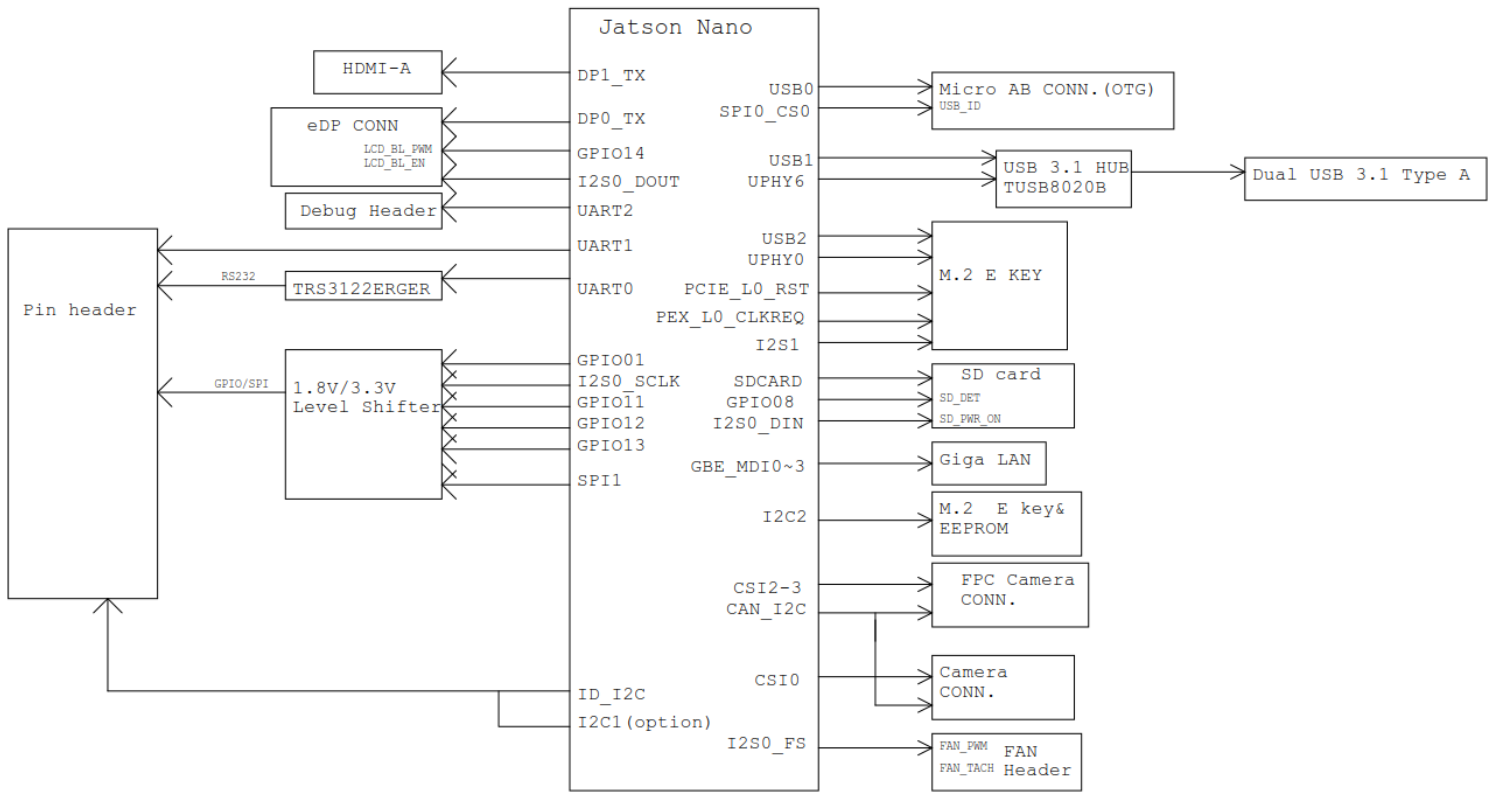 Jatson Nano
HDMI-A
eDP CONN
LCD_BL_PWM
LCD_BL_EN
Debug Header
Pin header
RS232
TRS3122ERGER
GPIO/SPI
1.8V/3.3V
Level Shifter
DP1_TX
DP0_TX
GPIO14
I2S0_DOUT
UART2
UART1
UART0
GPIO01
I2S0_SCLK
GPIO11
GPIO12
GPIO13
SPI1
ID_I2C
I2C1(option)
USB0
SPI0_CS0
USB1
UPHY6
USB2
UPHY0
PCIE_L0_RST
PEX_L0_CLKREQ
I2S1
SDCARD
GPIO08
I2S0_DIN
GBE_MDI0~3
I2C2
CSI2-3
CAN_I2C
CSI0
I2S0_FS
Micro AB CONN.(OTG)
USB_ID
USB 3.1 HUB
TUSB8020B
Dual USB 3.1 Type A
M.2 E KEY
SD card
SD_DET
SD_PWR_ON
Giga LAN
M.2 E key&
EEPROM
FPC Camera
CONN.
Camera
CONN.
FAN_PWM FAN
FAN_TACH Header